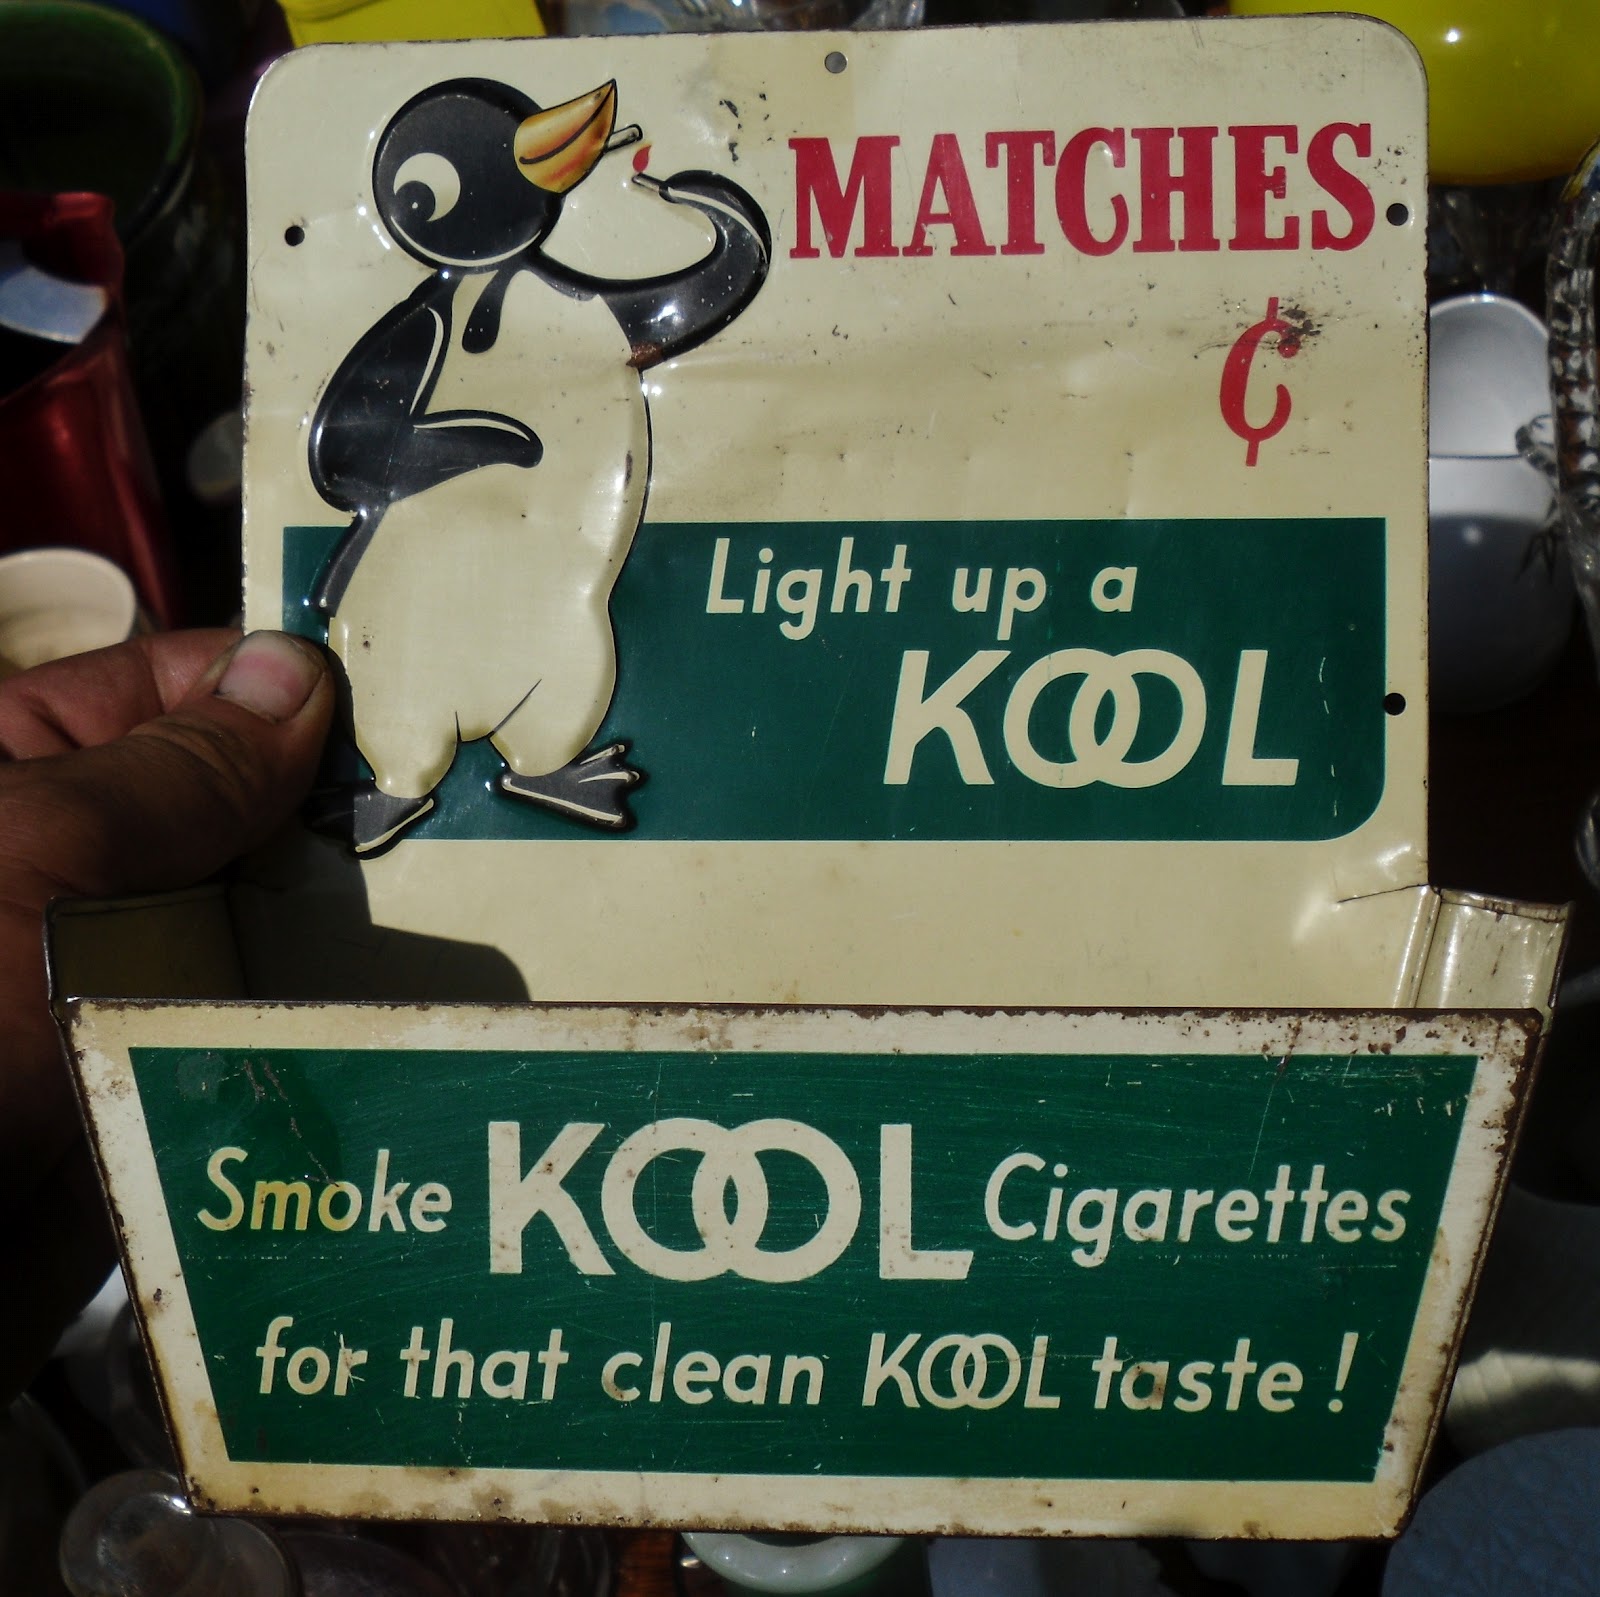 MATCHES
¢
Light up a
KOOL
Smoke KOOL Cigarettes
for that clean KOOL taste!